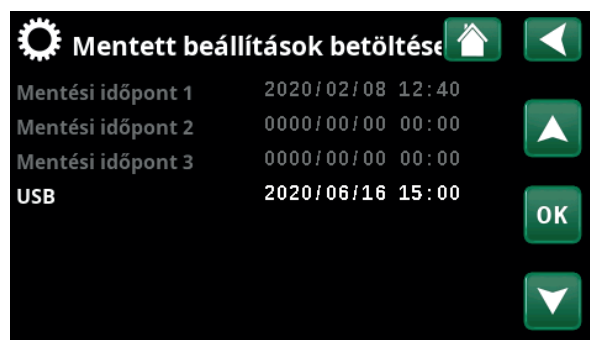 Mentett beállítások betöltése
Mentési időpont 1 2020/02/08 12:40
Mentési időpont 2 0000/00/00 00:00
Mentési időpont 3 0000/00/00 00:00
USB 2020/06/16 15:00
OK